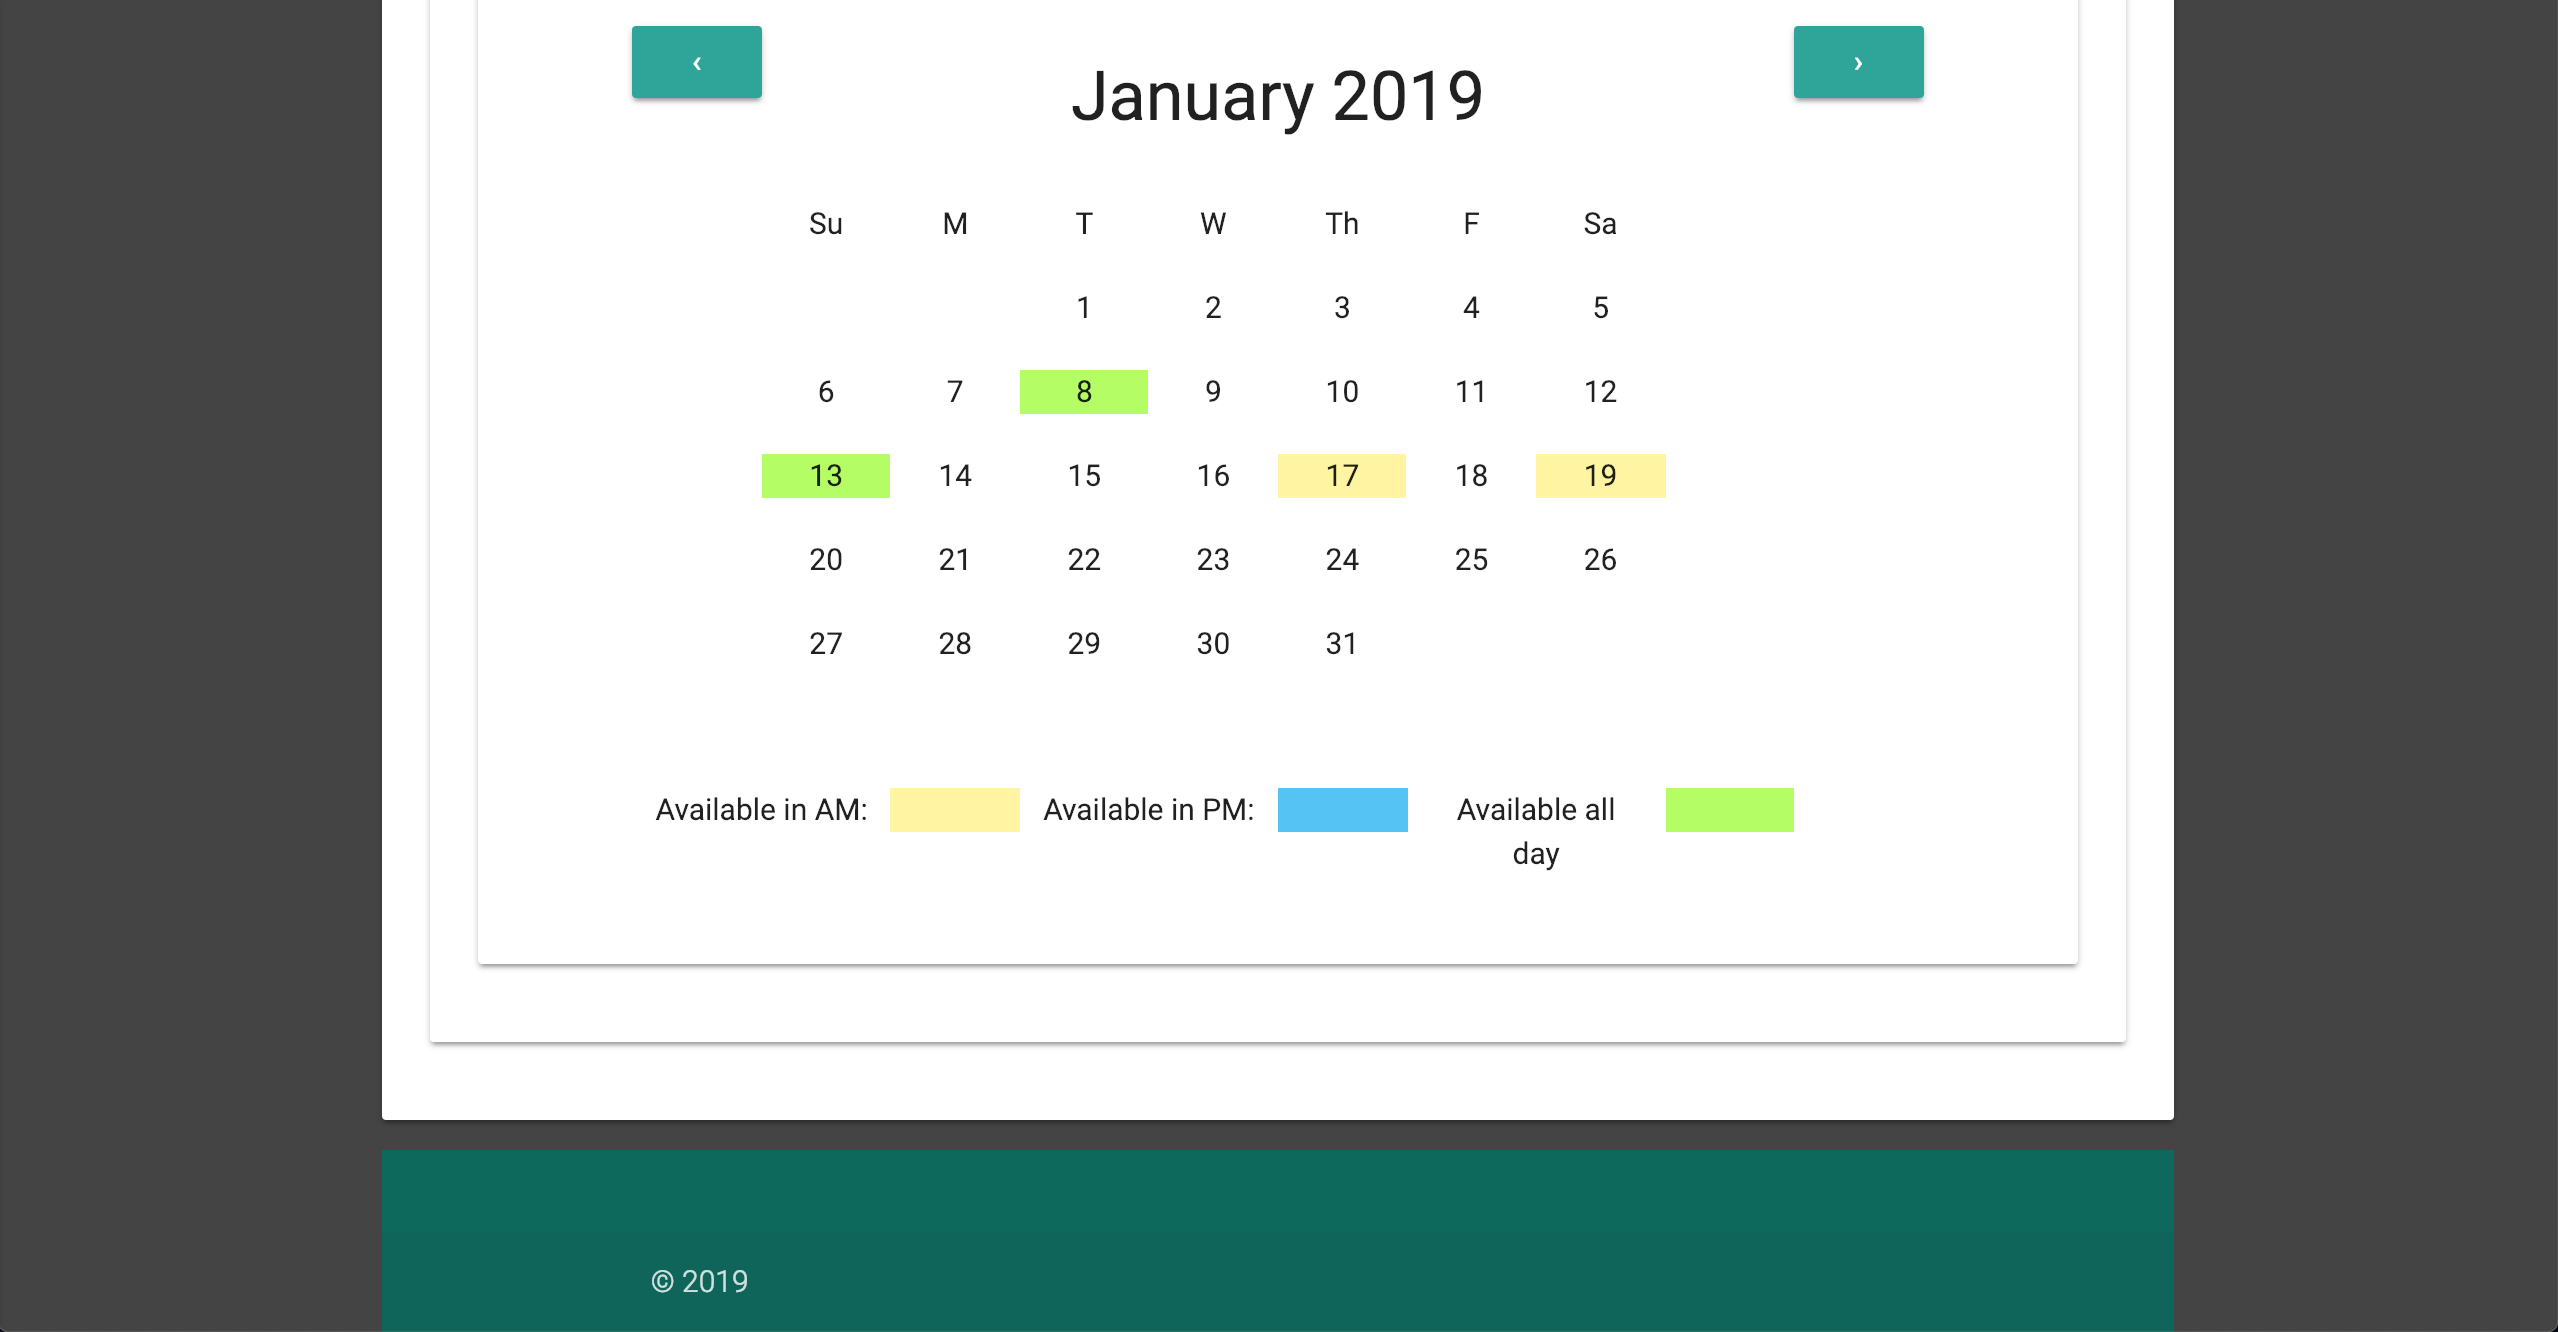 ‹
January 2019
›
Su M T W Th F Sa
1 2 3 4 5
6 7 8 9 10 11 12
13 14 15 16 17 18 19
20 21 22 23 24 25 26
27 28 29 30 31
Available in AM: Available in PM: Available all
day
© 2019